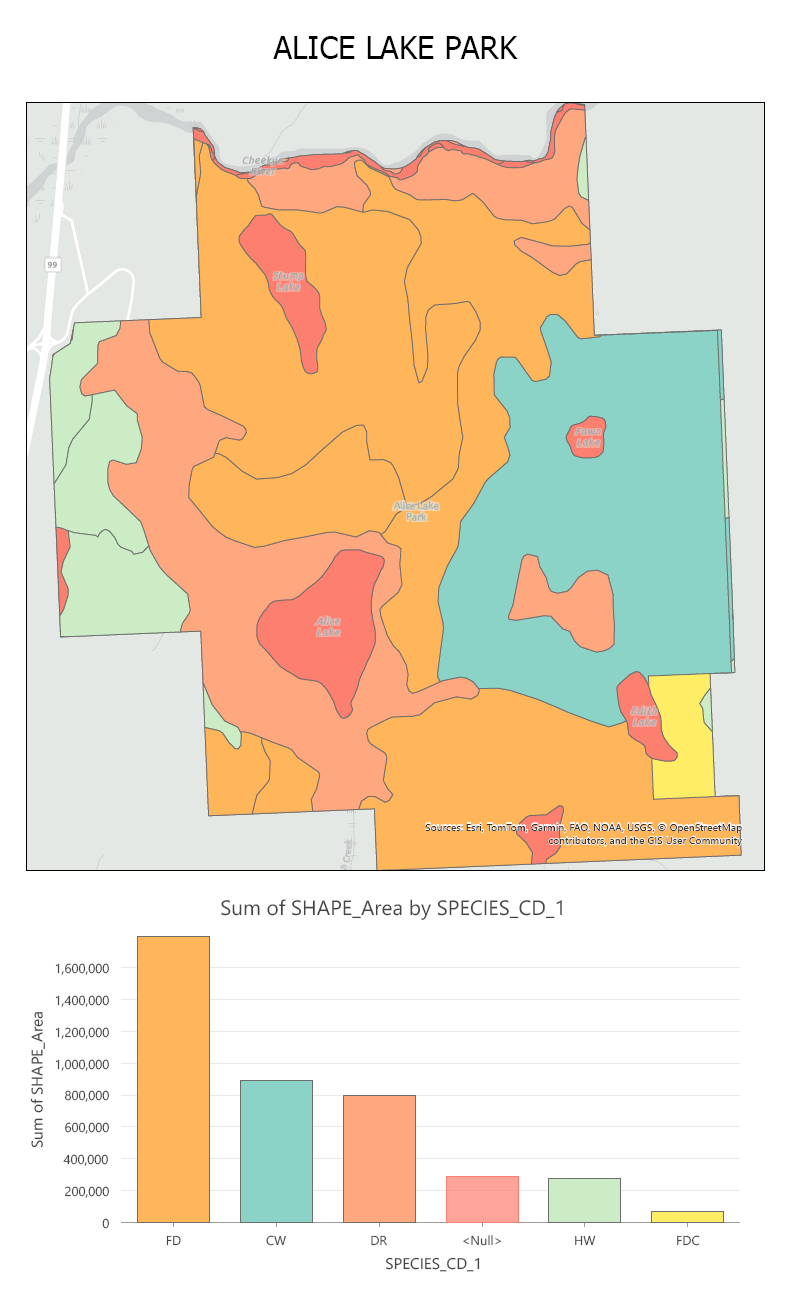 ALICE LAKE PARK
Cheeky
River
99
Stump
Lake
Fawn
Lake
Alice Lake
Park
Alice
Lake
Edith
Lake
Sources: Esri, TomTom, Garmin, FAO, NOAA, USGS, © OpenStreetMap
contributors, and the GIS User Community
Creek
Sum of SHAPE_Area by SPECIES_CD_1
Sum of SHAPE_Area
1,600,000
1,400,000
1,200,000
1,000,000
800,000
600,000
400,000
200,000
0
FD
CW
DR
<Null>
HW
FDC
SPECIES_CD_1